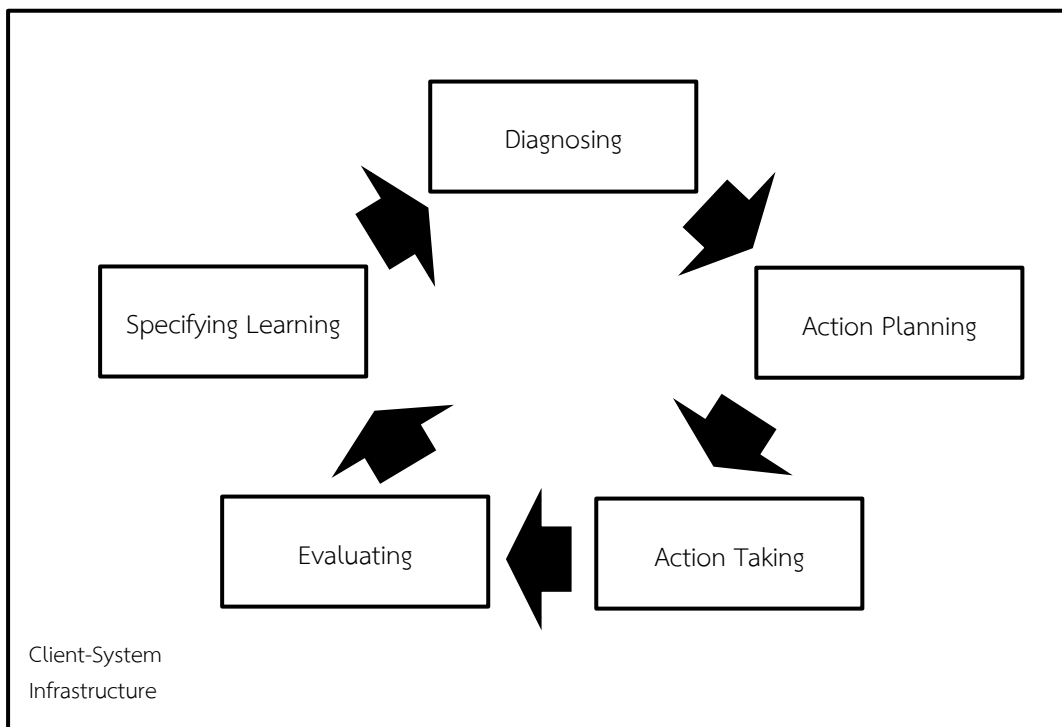 Diagnosing
Specifying Learning
Action Planning
Evaluating
Action Taking
Client-System
Infrastructure